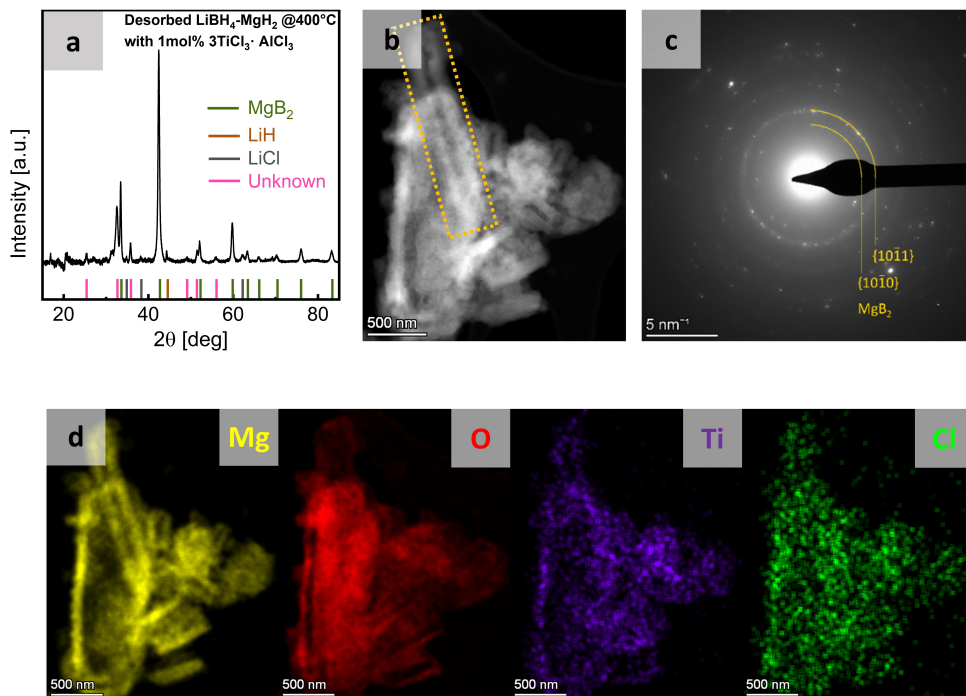 a
Desorbed LiBH₄-MgH₂ @400°C
with 1mol% 3TiCl₃· AlCl₃
MgB₂
LiH
LiCl
Unknown
Intensity [a.u.]
20 40 60 80
2θ [deg]
b
500 nm
c
{101̅1}
{101̅0}
MgB₂
5 nm⁻¹
d
Mg
O
Ti
Cl
500 nm
500 nm
500 nm
500 nm